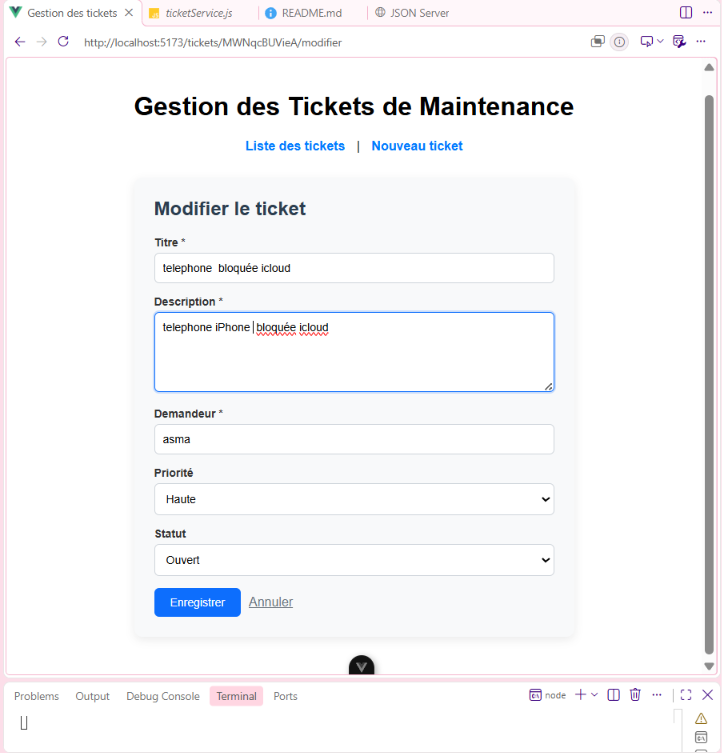 Gestion des tickets
ticketService.js
README.md
JSON Server
http://localhost:5173/tickets/MWNqcBUVieA/modifier
Gestion des Tickets de Maintenance
Liste des tickets | Nouveau ticket
Modifier le ticket
Titre *
telephone  bloquée icloud
Description *
telephone iPhone bloquée icloud
Demandeur *
asma
Priorité
Haute
Statut
Ouvert
Enregistrer Annuler
Problems Output Debug Console Terminal Ports
node